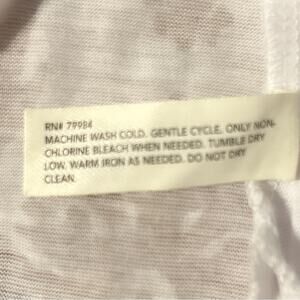 RN# 79984
MACHINE WASH COLD. GENTLE CYCLE. ONLY NON-
CHLORINE BLEACH WHEN NEEDED. TUMBLE DRY
LOW. WARM IRON AS NEEDED. DO NOT DRY
CLEAN.